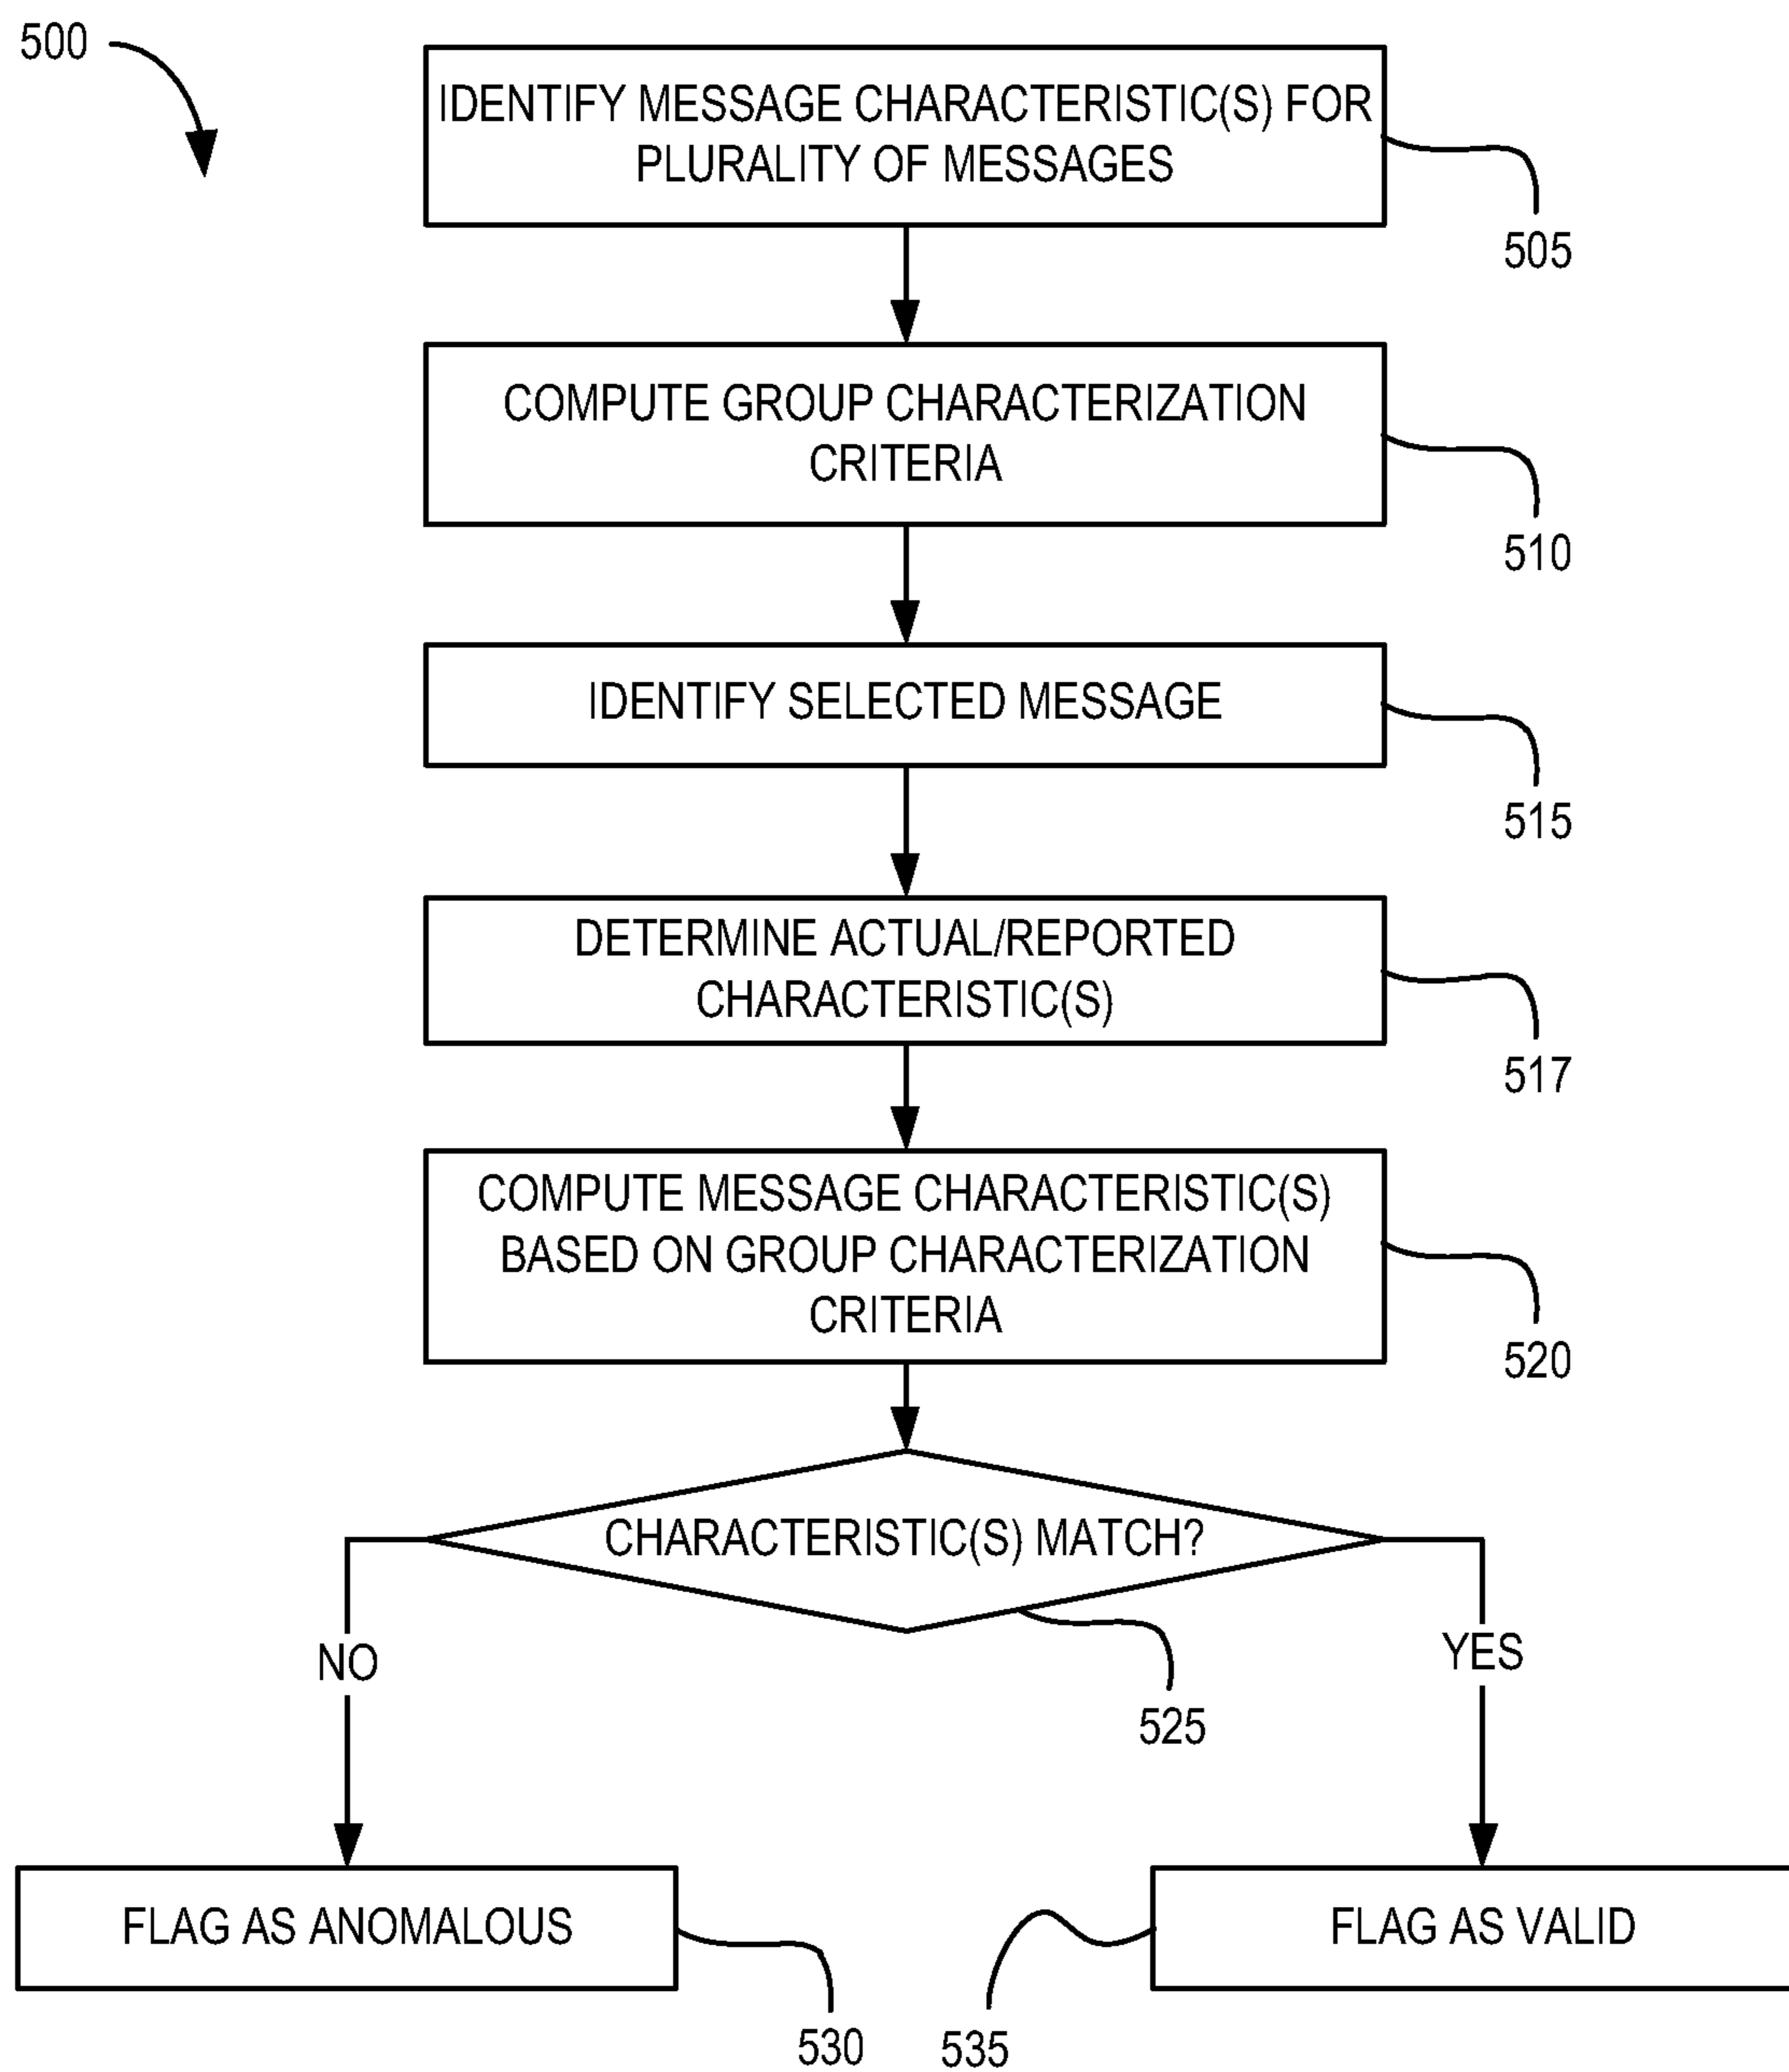 500
IDENTIFY MESSAGE CHARACTERISTIC(S) FOR
PLURALITY OF MESSAGES
505
COMPUTE GROUP CHARACTERIZATION
CRITERIA
510
IDENTIFY SELECTED MESSAGE
515
DETERMINE ACTUAL/REPORTED
CHARACTERISTIC(S)
517
COMPUTE MESSAGE CHARACTERISTIC(S)
BASED ON GROUP CHARACTERIZATION
CRITERIA
520
CHARACTERISTIC(S) MATCH?
NO
YES
525
FLAG AS ANOMALOUS
FLAG AS VALID
530
535